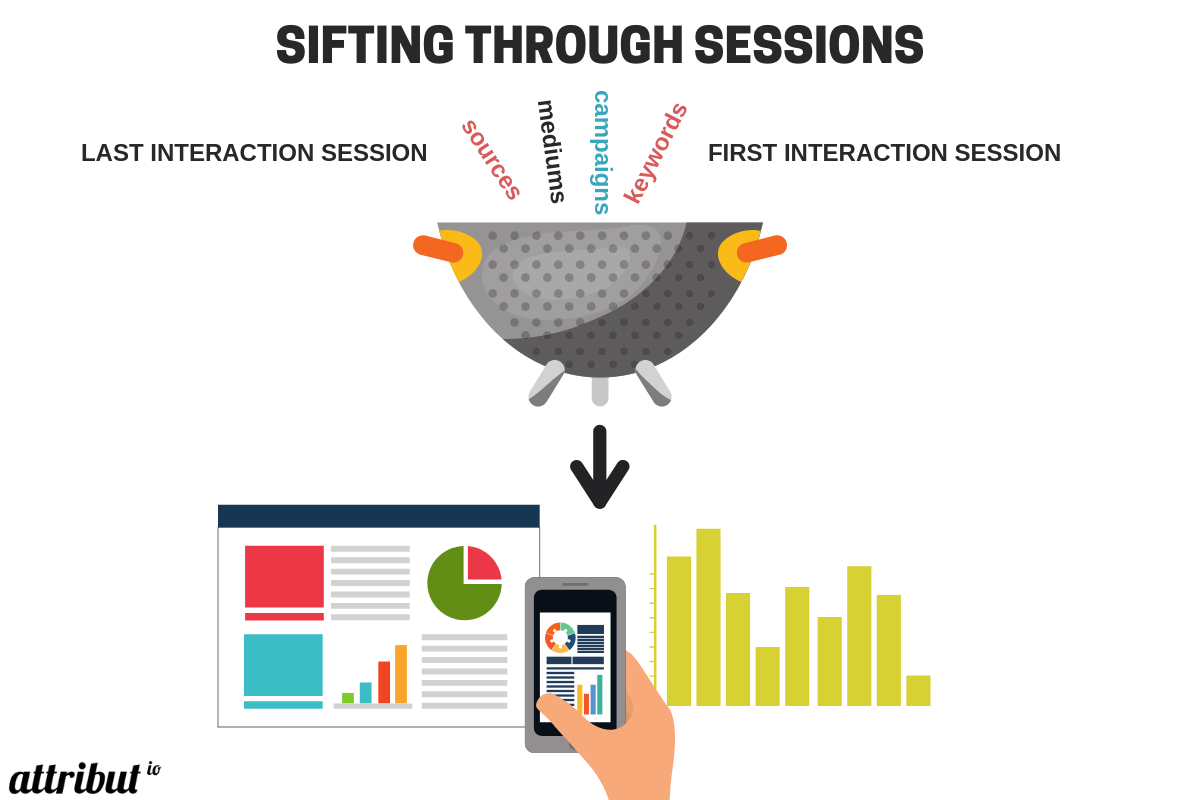 SIFTING THROUGH SESSIONS
LAST INTERACTION SESSION
sources
mediums
campaigns
keywords
FIRST INTERACTION SESSION
attribut io